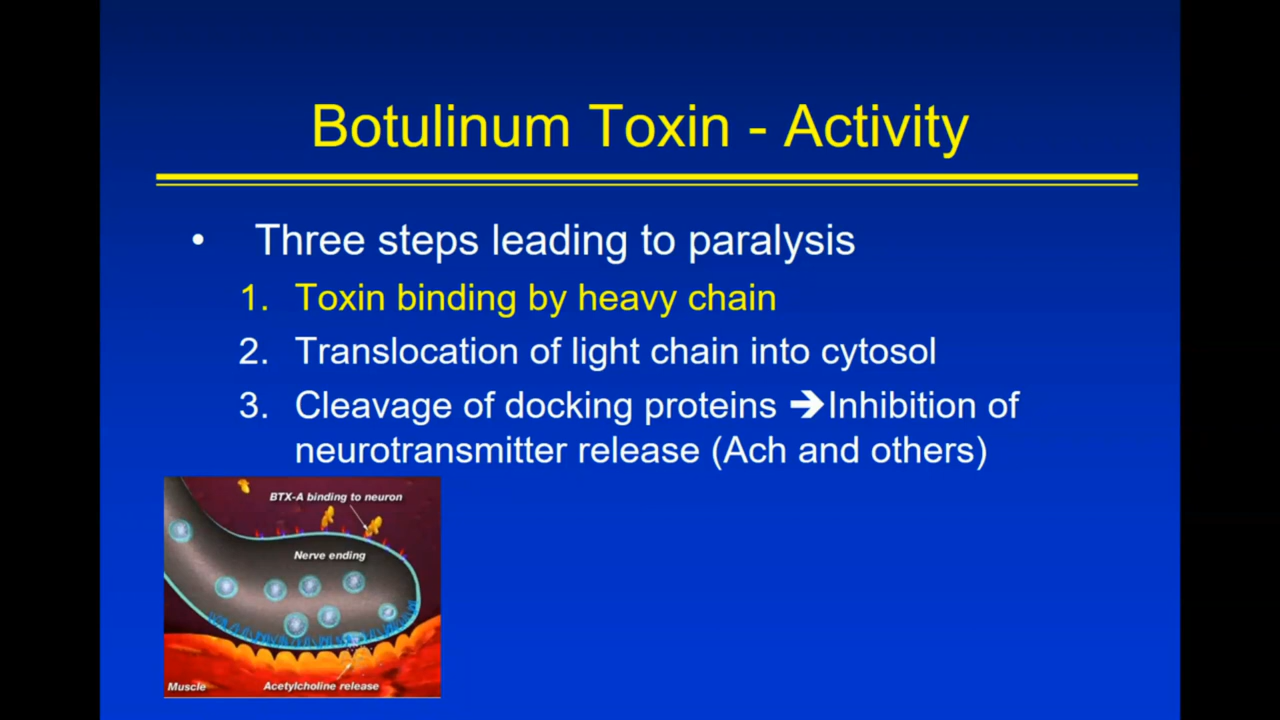 Botulinum Toxin - Activity
• Three steps leading to paralysis
1. Toxin binding by heavy chain
2. Translocation of light chain into cytosol
3. Cleavage of docking proteins ➔Inhibition of
neurotransmitter release (Ach and others)
BTX-A binding to neuron
Nerve ending
Muscle
Acetylcholine release